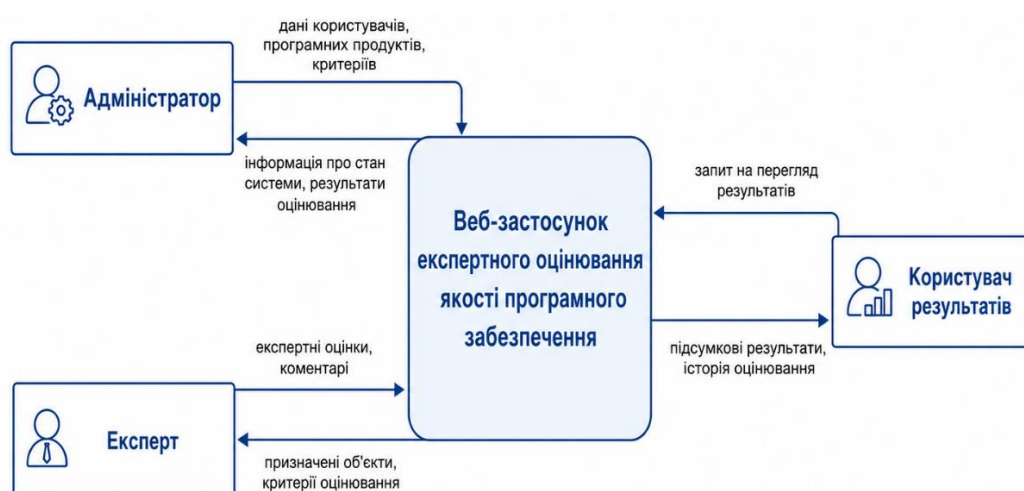 дані користувачів,
програмних продуктів,
критеріїв
Адміністратор
інформація про стан
системи, результати
оцінювання
Веб-застосунок
експертного оцінювання
якості програмного
забезпечення
запит на перегляд
результатів
Користувач
результатів
підсумкові результати,
історія оцінювання
експертні оцінки,
коментарі
Експерт
призначені об'єкти,
критерії оцінювання